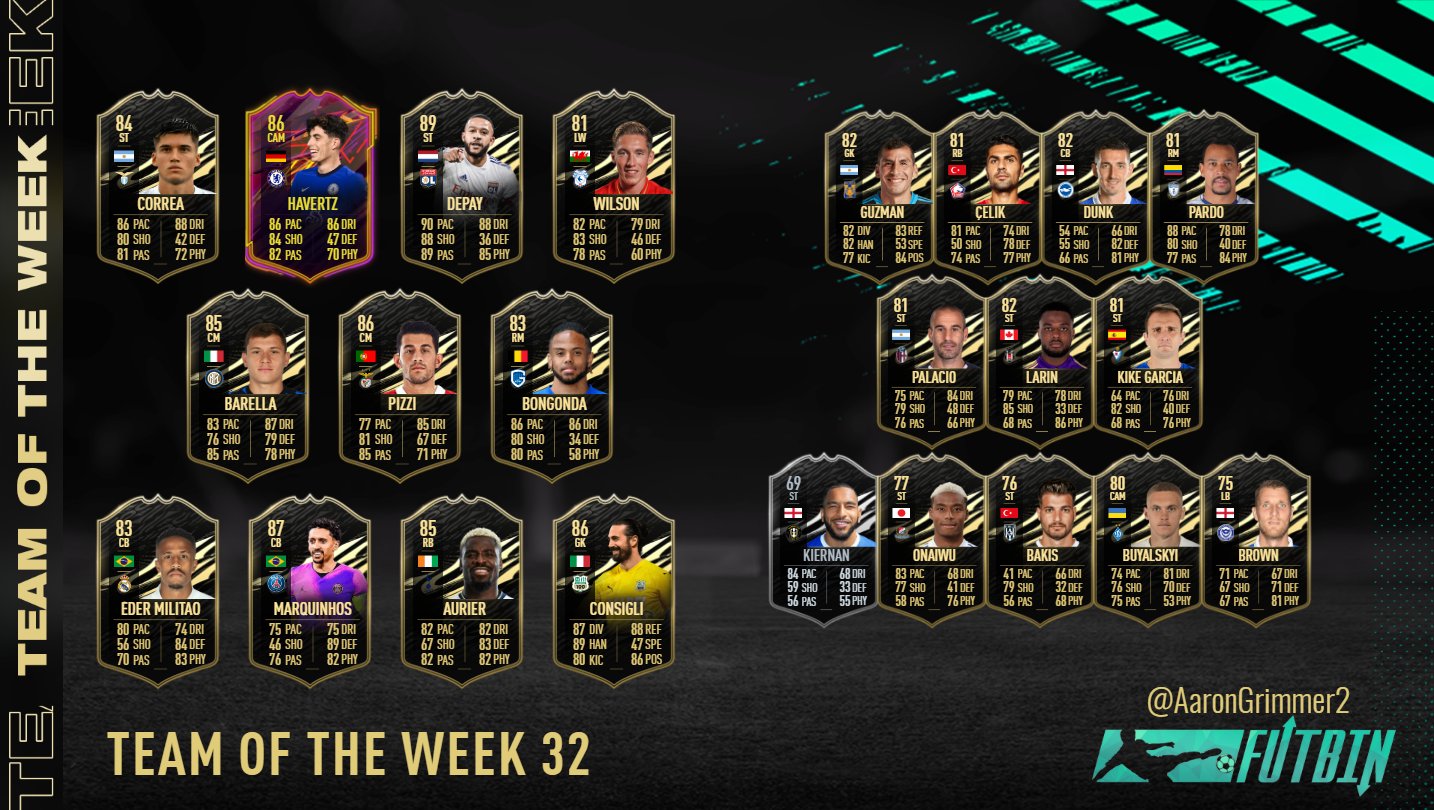 TEAM OF THE WEEK
84
ST
CORREA
86 PAC 88 DRI
80 SHO 42 DEF
81 PAS 72 PHY
86
CAM
HAVERTZ
86 PAC 86 DRI
84 SHO 47 DEF
82 PAS 70 PHY
89
ST
DEPAY
90 PAC 88 DRI
88 SHO 36 DEF
89 PAS 85 PHY
81
LW
WILSON
82 PAC 79 DRI
83 SHO 46 DEF
78 PAS 60 PHY
85
CM
BARELLA
83 PAC 87 DRI
76 SHO 79 DEF
85 PAS 78 PHY
86
CM
PIZZI
77 PAC 85 DRI
81 SHO 67 DEF
85 PAS 71 PHY
83
RM
BONGONDA
86 PAC 86 DRI
80 SHO 34 DEF
80 PAS 58 PHY
83
CB
EDER MILITAO
80 PAC 74 DRI
56 SHO 84 DEF
70 PAS 83 PHY
87
CB
MARQUINHOS
75 PAC 75 DRI
46 SHO 89 DEF
76 PAS 82 PHY
85
RB
AURIER
82 PAC 82 DRI
67 SHO 83 DEF
82 PAS 82 PHY
86
GK
CONSIGLI
87 DIV 88 REF
89 HAN 47 SPE
80 KIC 86 POS
82
GK
GUZMAN
82 DIV 83 REF
82 HAN 53 SPE
77 KIC 84 POS
81
RB
ÇELIK
81 PAC 74 DRI
50 SHO 78 DEF
74 PAS 77 PHY
82
CB
DUNK
54 PAC 66 DRI
55 SHO 82 DEF
66 PAS 81 PHY
81
RM
PARDO
88 PAC 78 DRI
80 SHO 40 DEF
77 PAS 84 PHY
81
ST
PALACIO
75 PAC 84 DRI
79 SHO 48 DEF
76 PAS 66 PHY
82
ST
LARIN
79 PAC 78 DRI
85 SHO 33 DEF
68 PAS 86 PHY
81
ST
KIKE GARCIA
64 PAC 76 DRI
82 SHO 40 DEF
68 PAS 76 PHY
69
ST
KIERNAN
84 PAC 68 DRI
59 SHO 33 DEF
56 PAS 55 PHY
77
ST
ONAIWU
83 PAC 68 DRI
77 SHO 41 DEF
58 PAS 76 PHY
76
ST
BAKIS
41 PAC 66 DRI
79 SHO 32 DEF
56 PAS 68 PHY
80
CAM
BUYALSKYI
74 PAC 81 DRI
76 SHO 70 DEF
75 PAS 53 PHY
75
LB
BROWN
71 PAC 67 DRI
67 SHO 71 DEF
67 PAS 81 PHY
TEAM OF THE WEEK 32
@AaronGrimmer2
FUTBIN